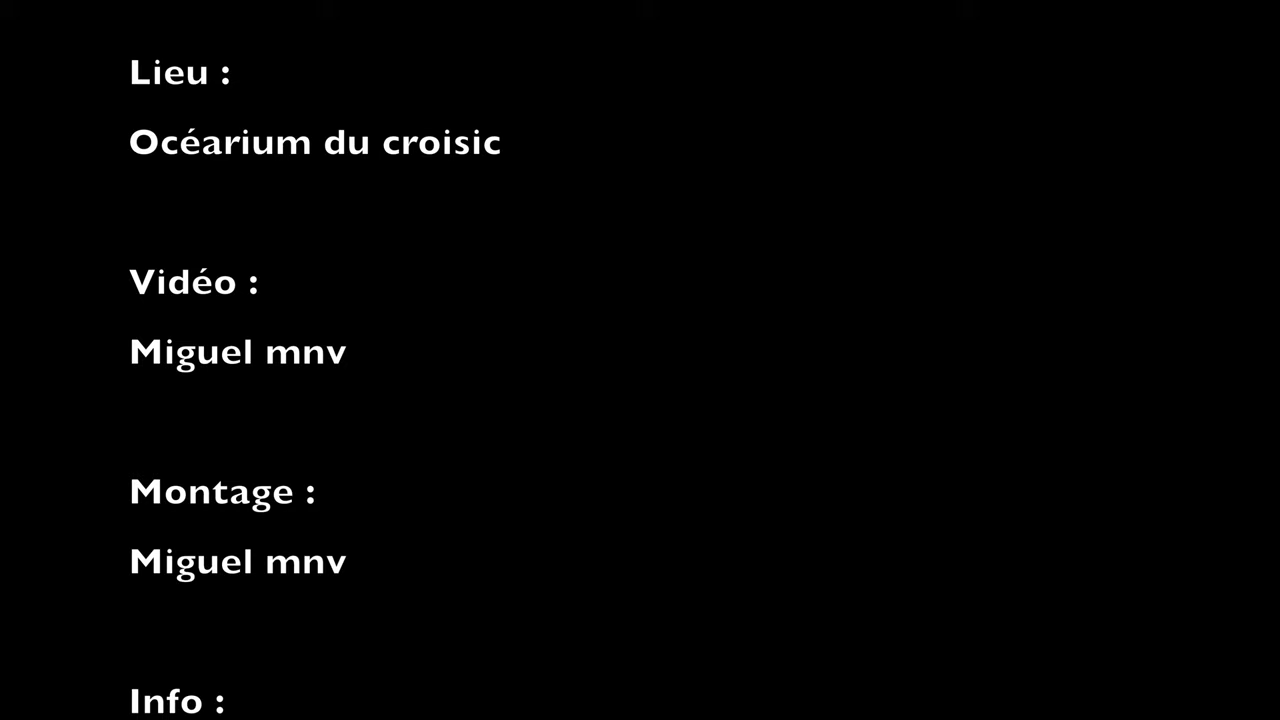 Lieu :
Océarium du croisic
Vidéo :
Miguel mnv
Montage :
Miguel mnv
Info :